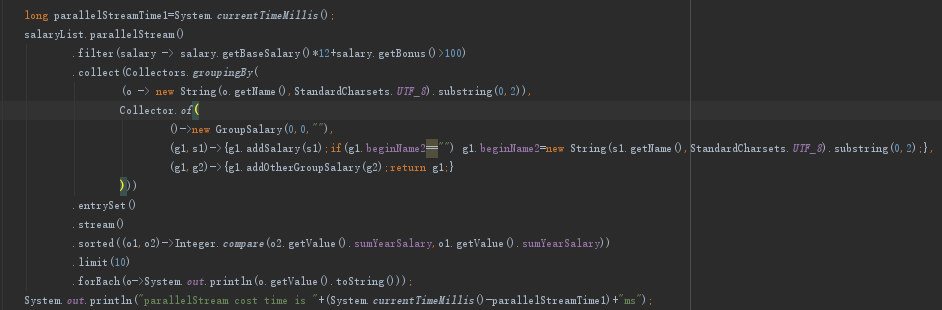 long parallelStreamTime1=System.currentTimeMillis();
salaryList.parallelStream()
.filter(salary -> salary.getBaseSalary()*12+salary.getBonus()>100)
.collect(Collectors.groupingBy(
(o -> new String(o.getName(),StandardCharsets.UTF_8).substring(0,2)),
Collector.of(
()->new GroupSalary(0,0,""),
(g1,s1)->{g1.addSalary(s1);if(g1.beginName2=="") g1.beginName2=new String(s1.getName(),StandardCharsets.UTF_8).substring(0,2);},
(g1,g2)->{g1.addOtherGroupSalary(g2);return g1;}
)))
.entrySet()
.stream()
.sorted((o1,o2)->Integer.compare(o2.getValue().sumYearSalary,o1.getValue().sumYearSalary))
.limit(10)
.forEach(o->System.out.println(o.getValue().toString()));
System.out.println("parallelStream cost time is "+(System.currentTimeMillis()-parallelStreamTime1)+"ms");